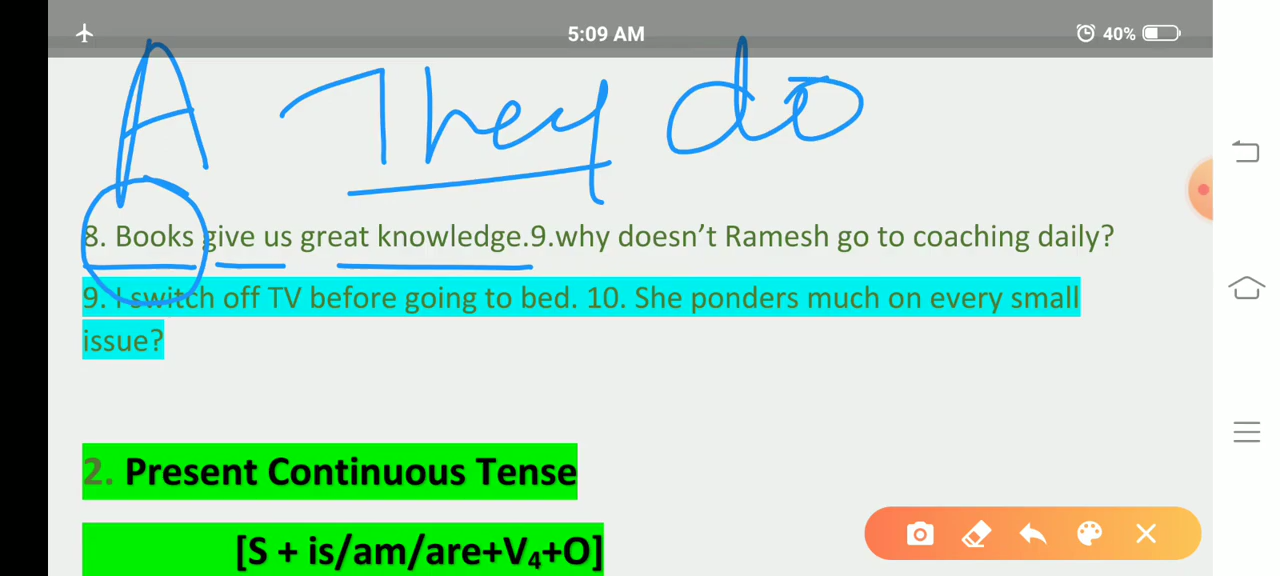 5:09 AM 40%
A They do
8. Books give us great knowledge.9.why doesn’t Ramesh go to coaching daily?
9. I switch off TV before going to bed. 10. She ponders much on every small
issue?
2. Present Continuous Tense
[S + is/am/are+V₄+O]